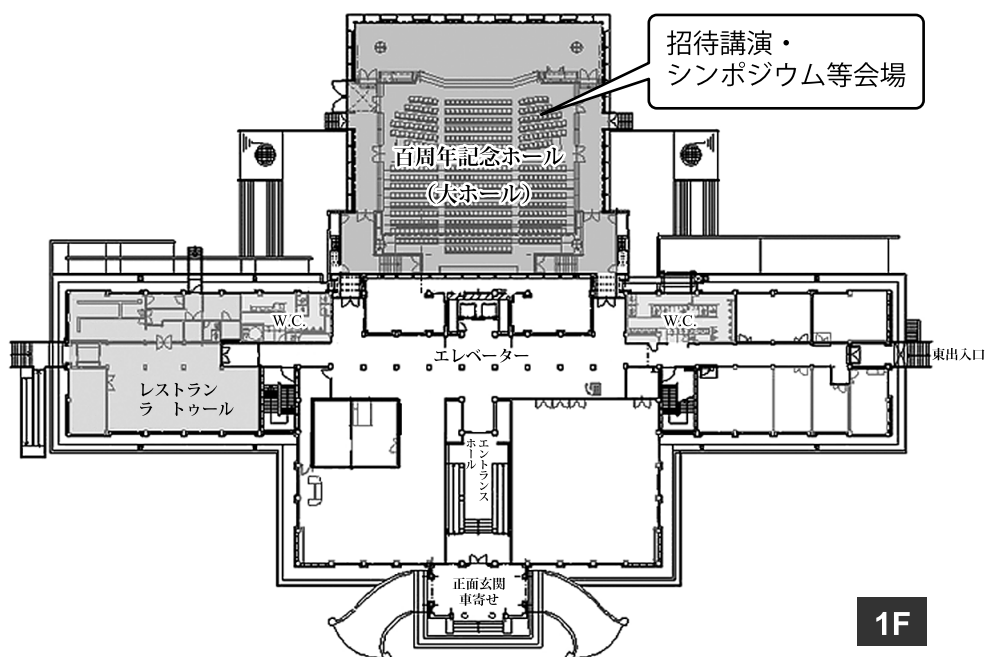 招待講演・
シンポジウム等会場
百周年記念ホール
（大ホール）
W.C.
W.C.
エレベーター
東出入口
レストラン
ラ　トゥール
エントランス
ホール
正面玄関
車寄せ
1F